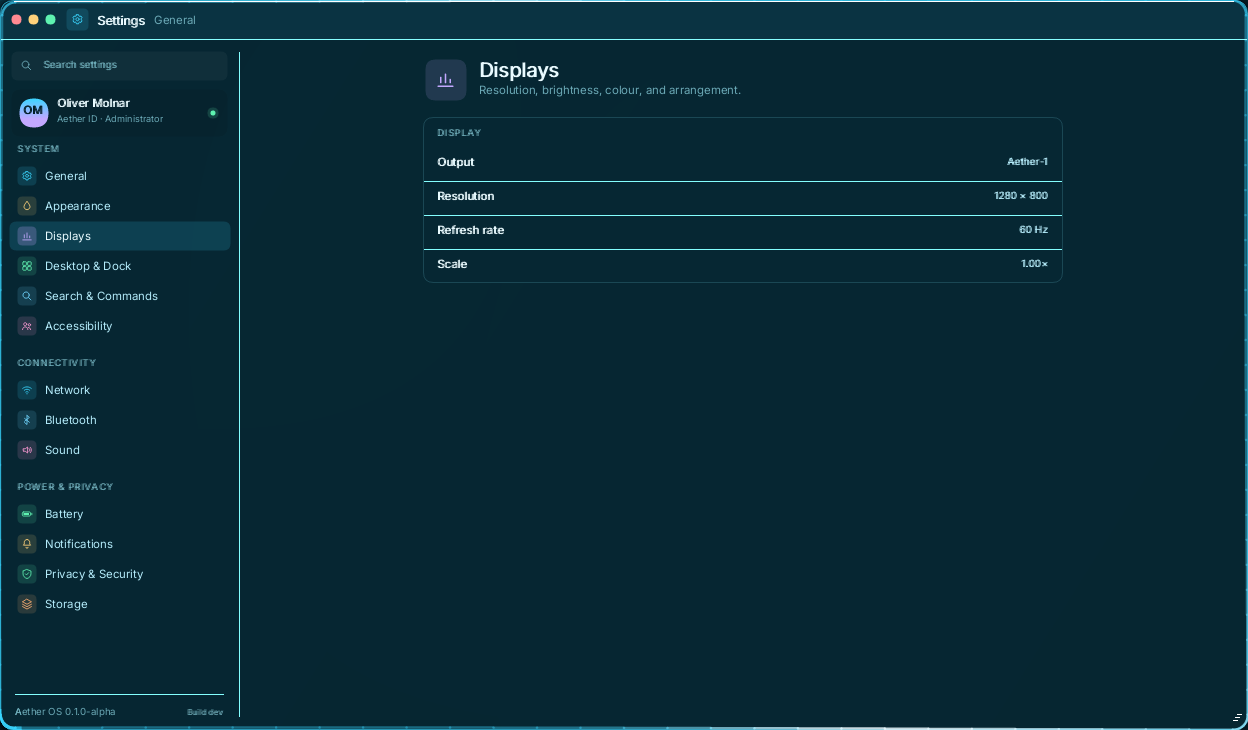 Settings General
Search settings
OM
Oliver Molnar
Aether ID · Administrator
SYSTEM
General
Appearance
Displays
Desktop & Dock
Search & Commands
Accessibility
CONNECTIVITY
Network
Bluetooth
Sound
POWER & PRIVACY
Battery
Notifications
Privacy & Security
Storage
Aether OS 0.1.0-alpha Build dev
Displays
Resolution, brightness, colour, and arrangement.
DISPLAY
Output Aether-1
Resolution 1280 × 800
Refresh rate 60 Hz
Scale 1.00×